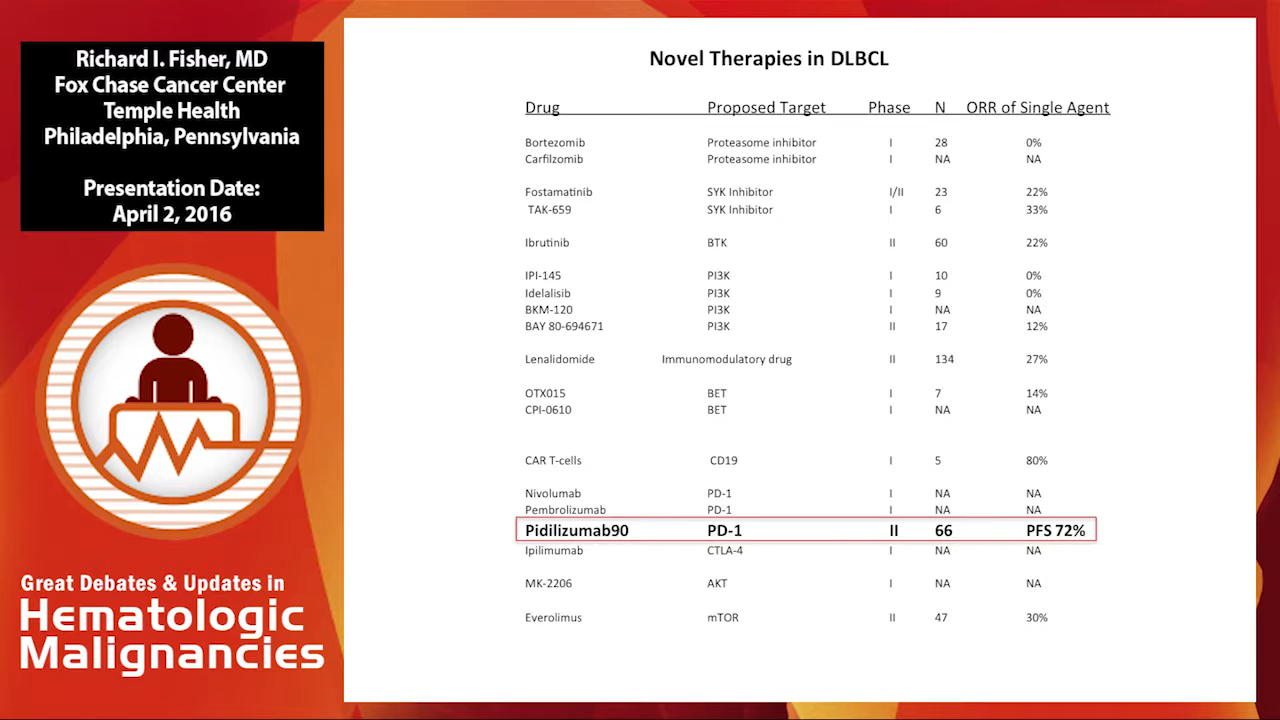 Richard I. Fisher, MD
Fox Chase Cancer Center
Temple Health
Philadelphia, Pennsylvania
Presentation Date:
April 2, 2016
Great Debates & Updates in
Hematologic
Malignancies
Novel Therapies in DLBCL
Drug Proposed Target Phase N ORR of Single Agent
Bortezomib Proteasome inhibitor I 28 0%
Carfilzomib Proteasome inhibitor I NA NA
Fostamatinib SYK Inhibitor I/II 23 22%
TAK-659 SYK Inhibitor I 6 33%
Ibrutinib BTK II 60 22%
IPI-145 PI3K I 10 0%
Idelalisib PI3K I 9 0%
BKM-120 PI3K I NA NA
BAY 80-694671 PI3K II 17 12%
Lenalidomide Immunomodulatory drug II 134 27%
OTX015 BET I 7 14%
CPI-0610 BET I NA NA
CAR T-cells CD19 I 5 80%
Nivolumab PD-1 I NA NA
Pembrolizumab PD-1 I NA NA
Pidilizumab90 PD-1 II 66 PFS 72%
Ipilimumab CTLA-4 I NA NA
MK-2206 AKT I NA NA
Everolimus mTOR II 47 30%